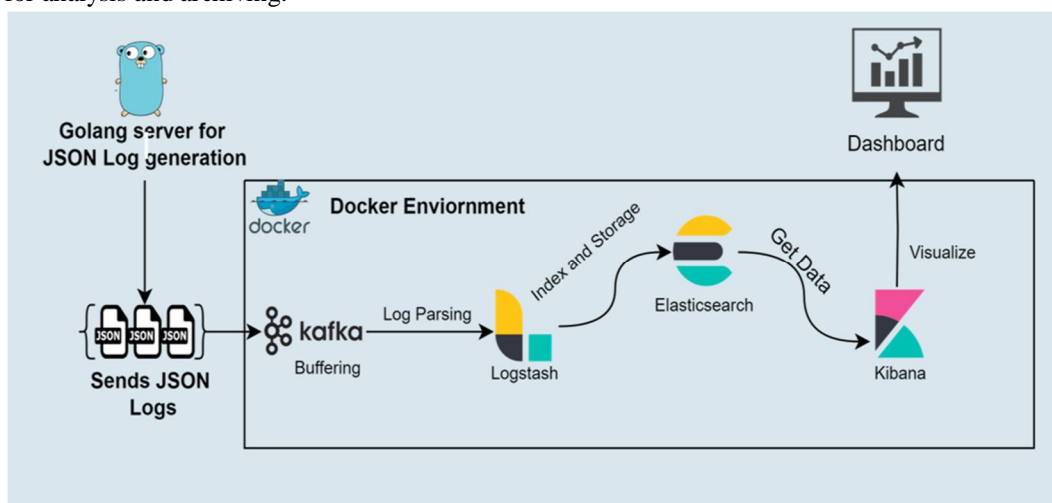 for analysis and archiving.
Golang server for
JSON Log generation
Dashboard
docker
Docker Enviornment
Index and Storage
Get Data
Visualize
Elasticsearch
JSON JSON JSON
kafka
Log Parsing
Buffering
Logstash
Kibana
Sends JSON
Logs